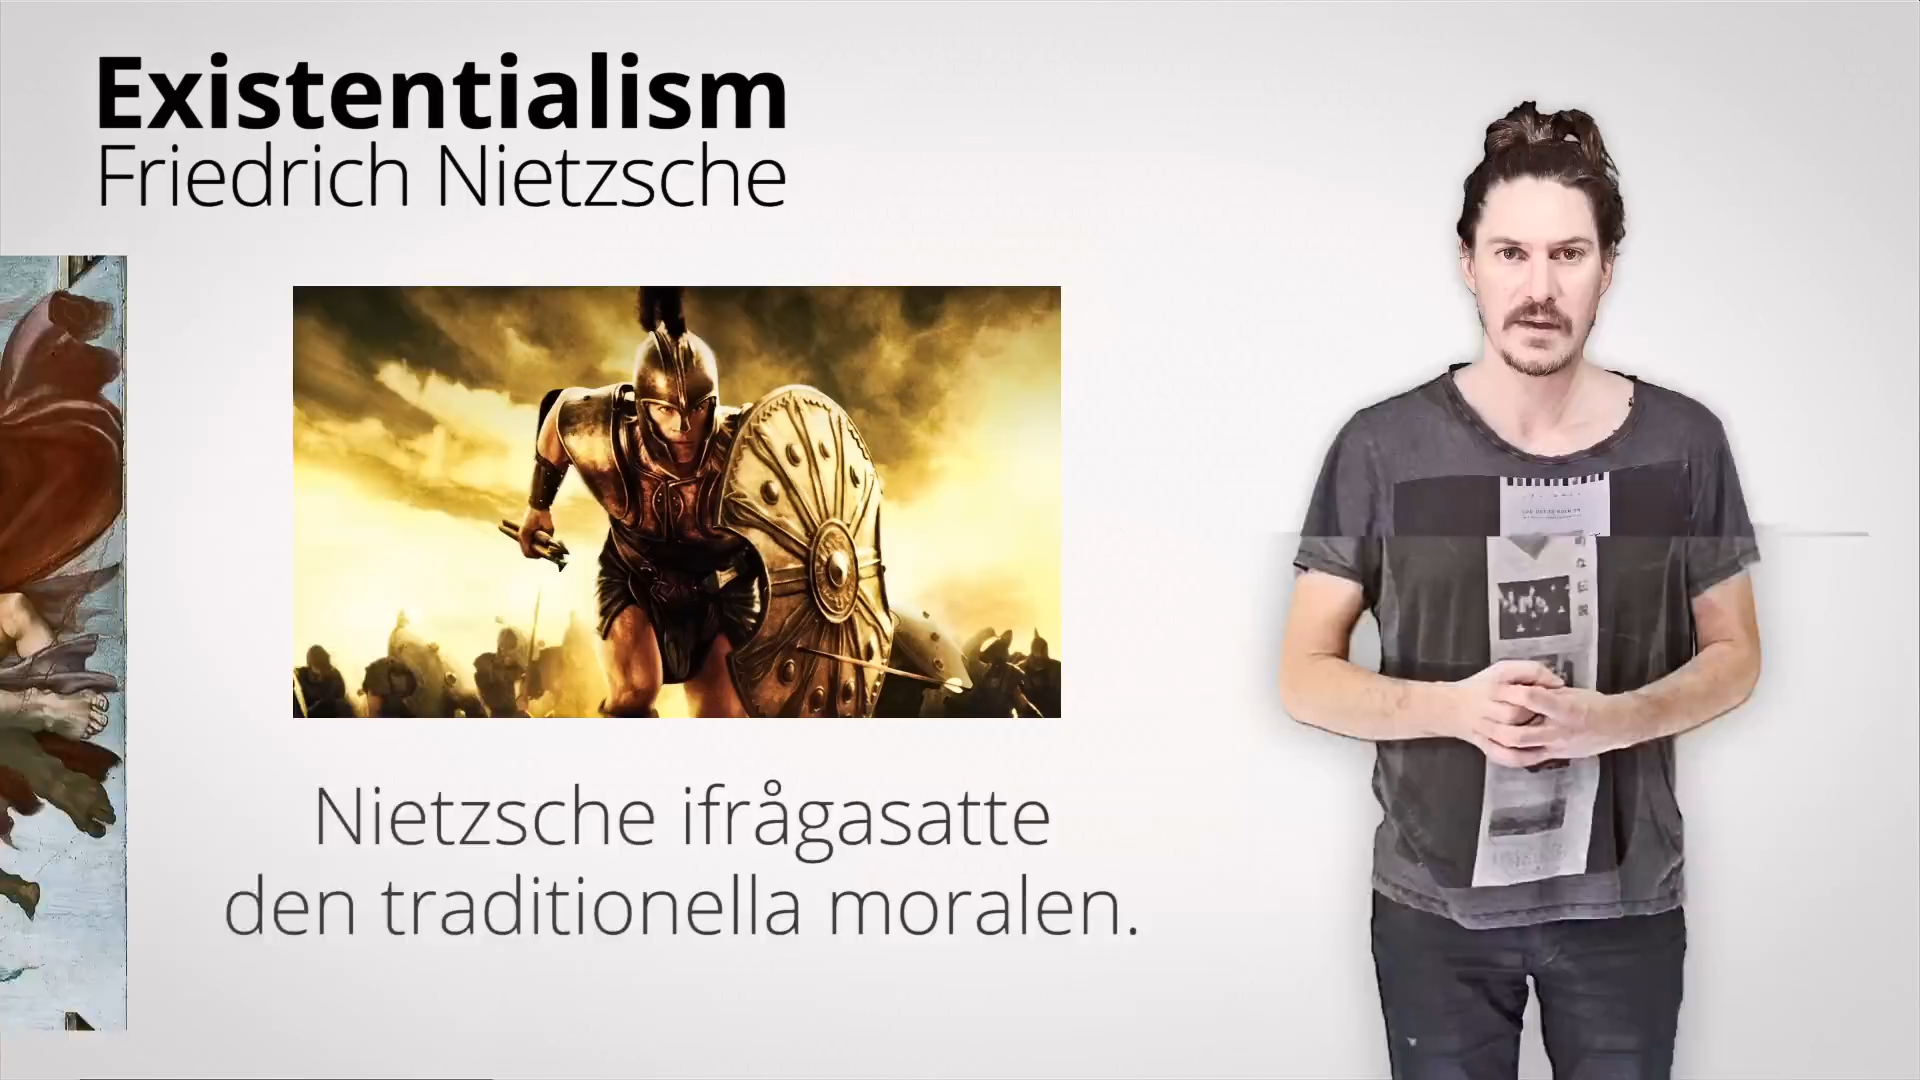 Existentialism
Friedrich Nietzsche
Nietzsche ifrågasatte
den traditionella moralen.